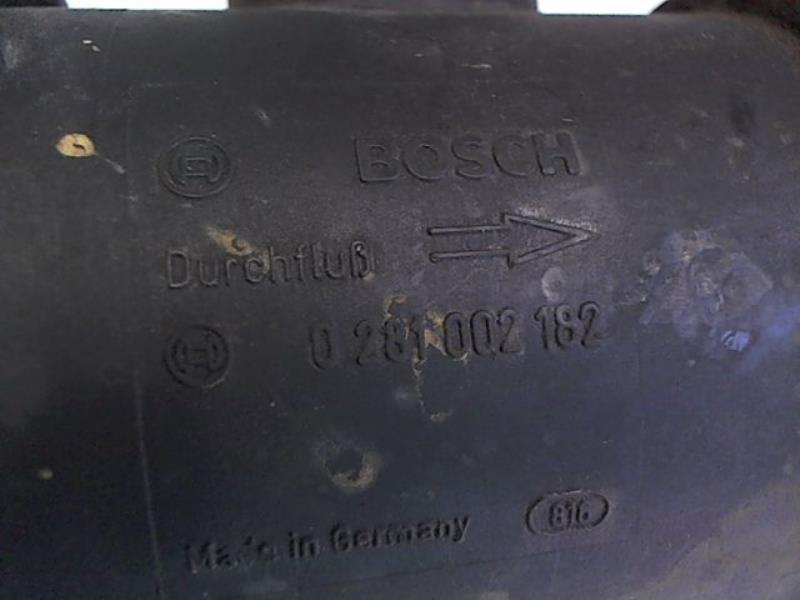 BOSCH
Durchfluß
0 281 002 182
Made in Germany
816